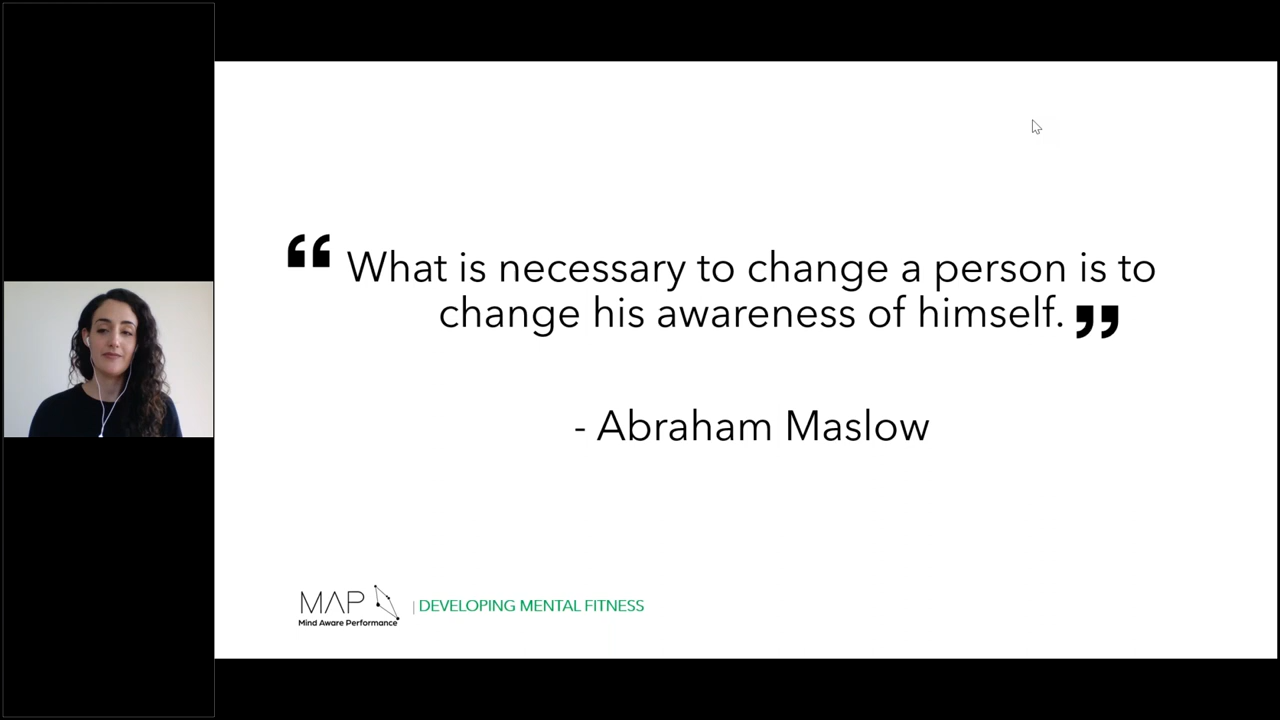 “ What is necessary to change a person is to
change his awareness of himself. ”
- Abraham Maslow
MAP
Mind Aware Performance
| DEVELOPING MENTAL FITNESS